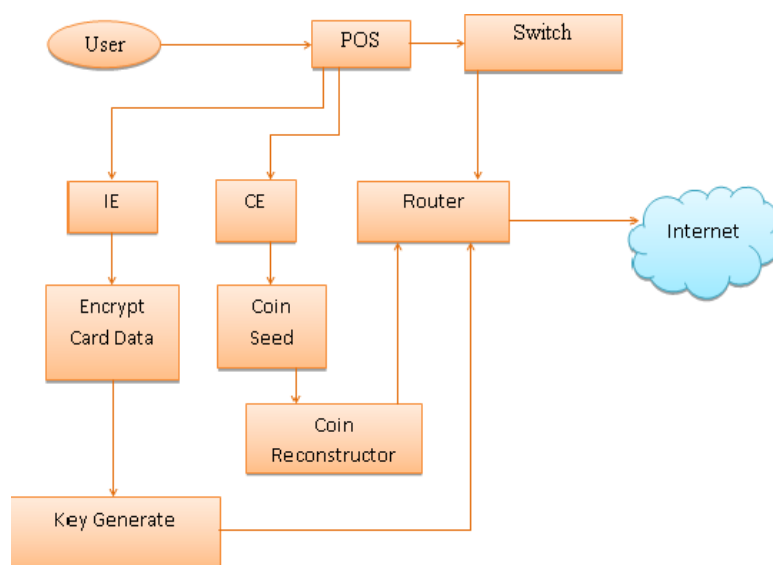 User
POS
Switch
IE
CE
Router
Internet
Encrypt
Card Data
Coin
Seed
Coin
Reconstructor
Key Generate